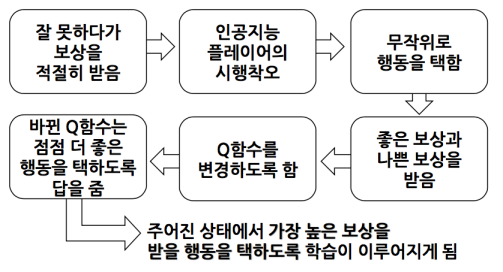 잘 못하다가
보상을
적절히 받음
인공지능
플레이어의
시행착오
무작위로
행동을 택함
좋은 보상과
나쁜 보상을
받음
Q함수를
변경하도록 함
바뀐 Q함수는
점점 더 좋은
행동을 택하도록
답을 줌
주어진 상태에서 가장 높은 보상을
받을 행동을 택하도록 학습이 이루어지게 됨